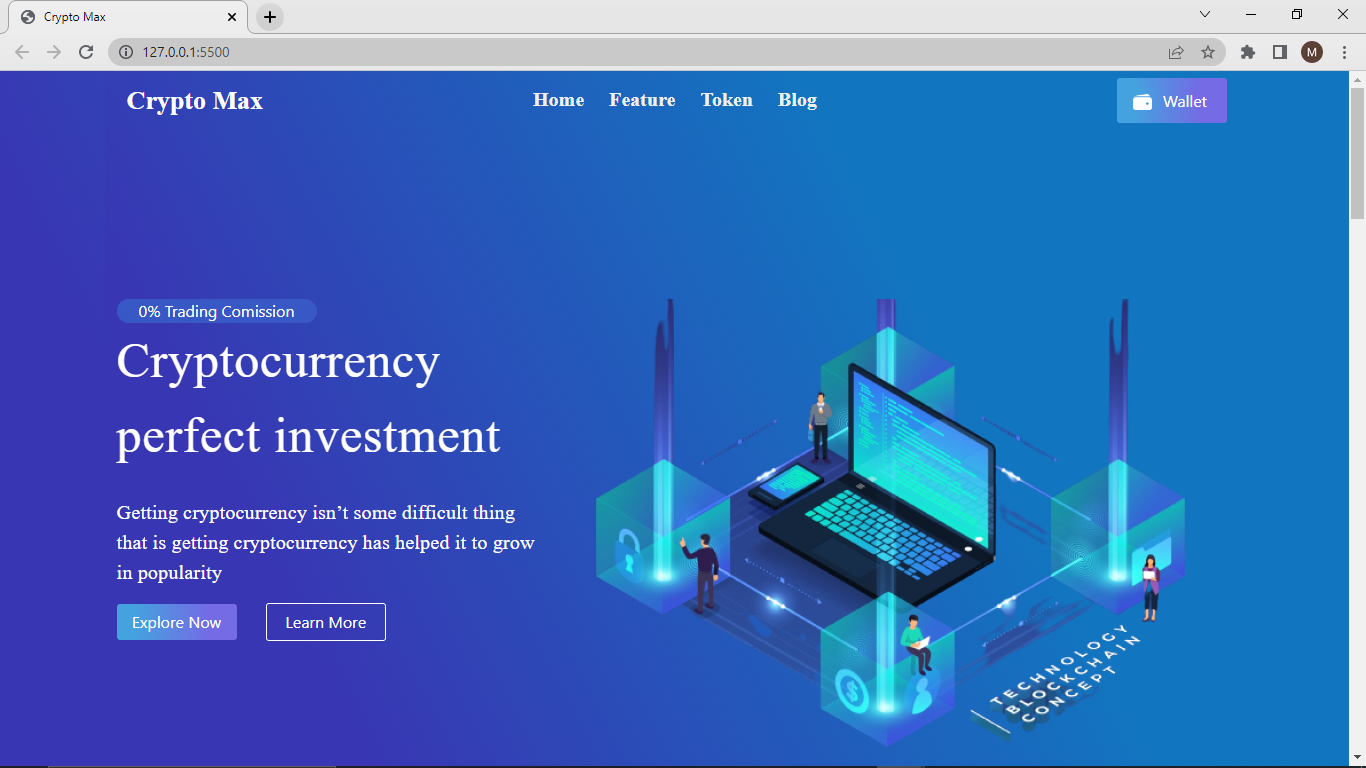 Crypto Max
127.0.0.1:5500
M
Crypto Max
Home Feature Token Blog
Wallet
0% Trading Comission
Cryptocurrency
perfect investment
Getting cryptocurrency isn’t some difficult thing
that is getting cryptocurrency has helped it to grow
in popularity
Explore Now
Learn More
TECHNOLOGY
BLOCKCHAIN
CONCEPT